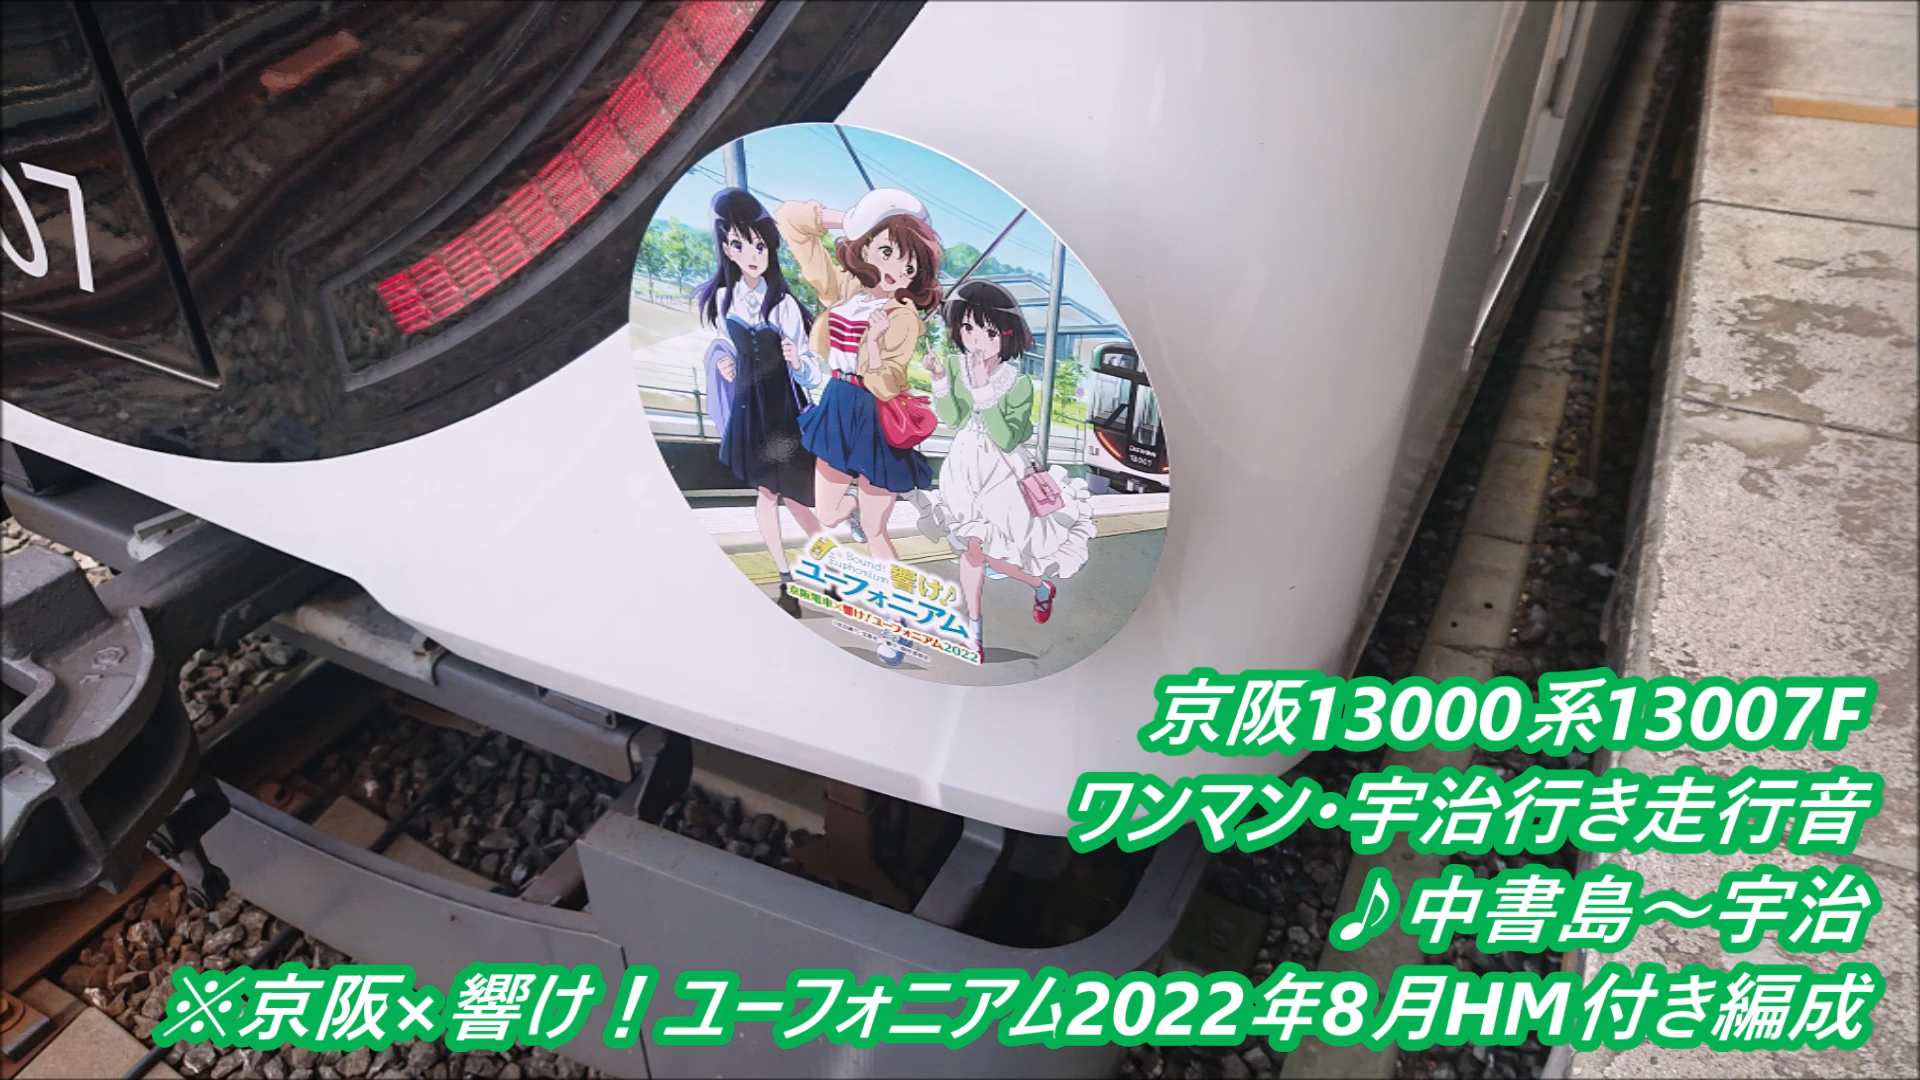 07
Sound!
Euphonium
響け♪
ユーフォニアム
京阪電車×響け！ユーフォニアム2022
13007
京阪13000系13007F
ワンマン・宇治行き走行音
♪中書島～宇治
※京阪×響け！ユーフォニアム2022年8月HM付き編成